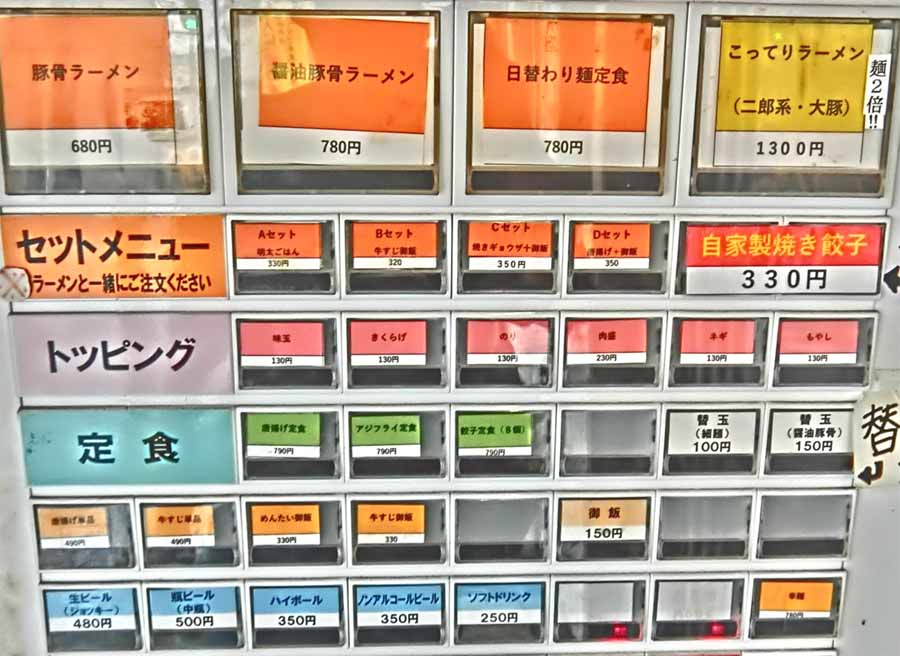 豚骨ラーメン
680円
醤油豚骨ラーメン
780円
日替わり麺定食
780円
こってりラーメン
(二郎系・大豚)
1300円
麺2倍!!
セットメニュー
ラーメンと一緒にご注文ください
Aセット
明太ごはん
330円
Bセット
牛すじ御飯
320
Cセット
焼きギョウザ+御飯
350円
Dセット
唐揚げ+御飯
350
自家製焼き餃子
330円
トッピング
味玉
130円
きくらげ
130円
のり
130円
肉盛
230円
ネギ
130円
もやし
130円
定食
唐揚げ定食
790円
アジフライ定食
790円
餃子定食(8個)
790円
替玉
(細麺)
100円
替玉
(醤油豚骨)
150円
替
唐揚げ単品
490円
牛すじ単品
490円
めんたい御飯
330円
牛すじ御飯
330
御飯
150円
生ビール
(ジョッキー)
480円
瓶ビール
(中瓶)
500円
ハイボール
350円
ノンアルコールビール
350円
ソフトドリンク
250円
辛麺
780円